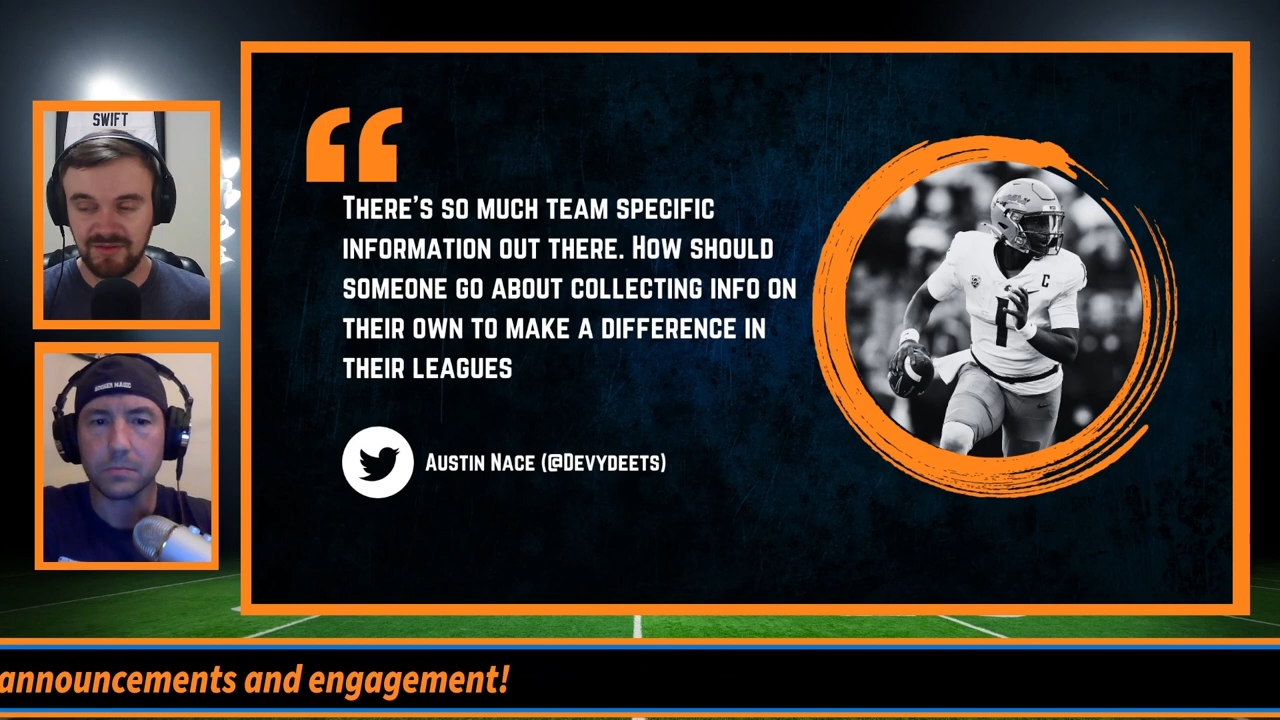 SWIFT
“
There's so much team specific
information out there. How should
someone go about collecting info on
their own to make a difference in
their leagues
Austin Nace (@Devydeets)
C
1
announcements and engagement!